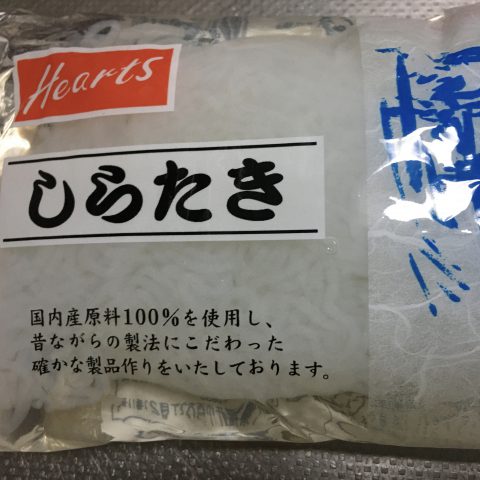 Hearts
しらたき
国内産原料100%を使用し、
昔ながらの製法にこだわった
確かな製品作りをいたしております。